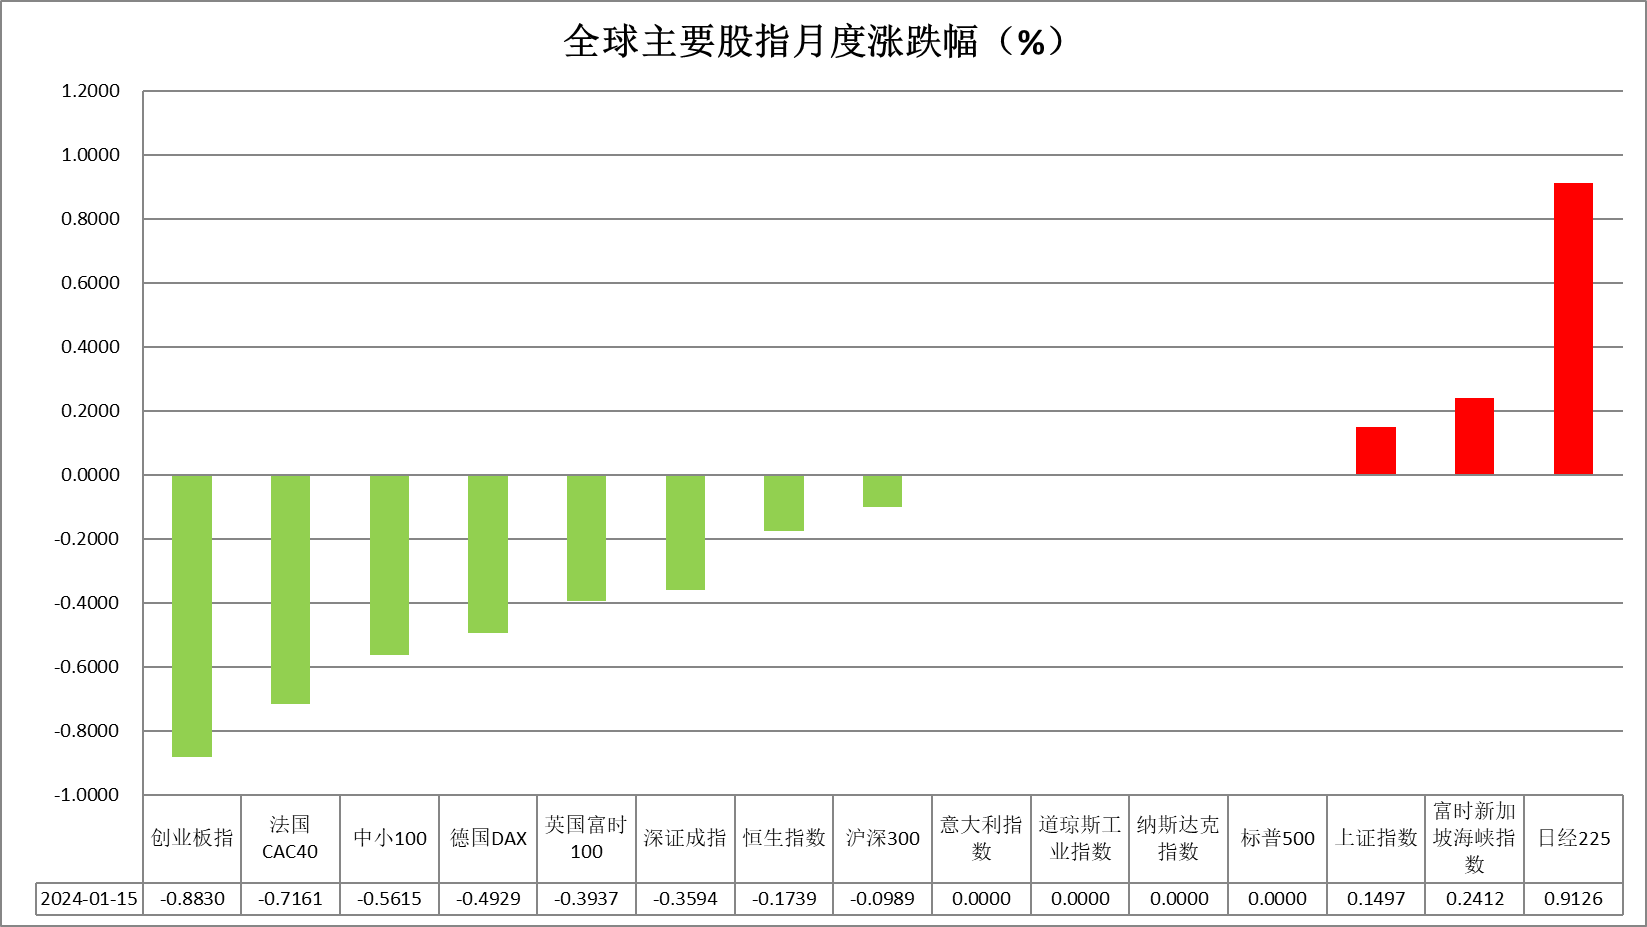 全球主要股指月度涨跌幅（%）
1.2000
1.0000
0.8000
0.6000
0.4000
0.2000
0.0000
-0.2000
-0.4000
-0.6000
-0.8000
-1.0000
创业板指
法国
CAC40
中小100
德国DAX
英国富时
100
深证成指
恒生指数
沪深300
意大利指
数
道琼斯工
业指数
纳斯达克
指数
标普500
上证指数
富时新加
坡海峡指
数
日经225
2024-01-15 -0.8830 -0.7161 -0.5615 -0.4929 -0.3937 -0.3594 -0.1739 -0.0989 0.0000 0.0000 0.0000 0.0000 0.1497 0.2412 0.9126